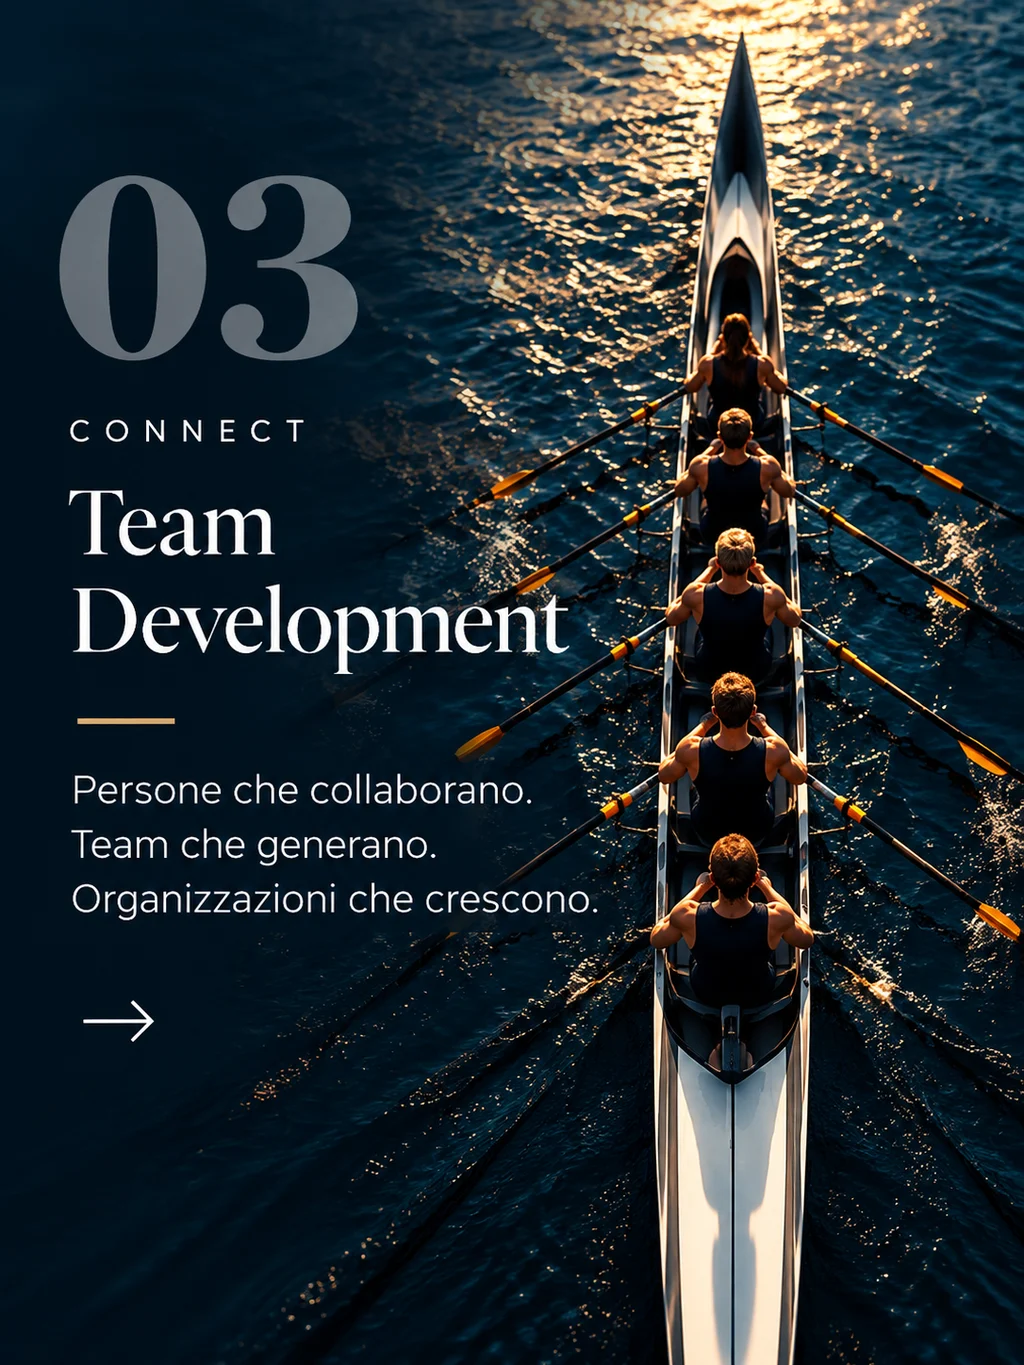 03
CONNECT
Team
Development
Persone che collaborano.
Team che generano.
Organizzazioni che crescono.